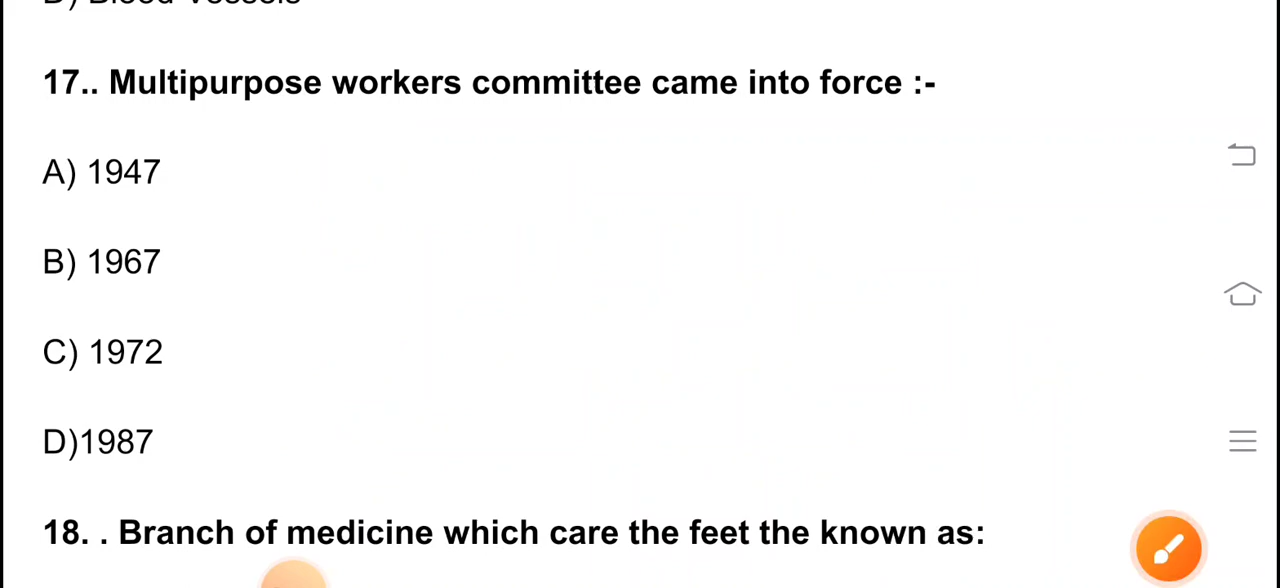 17.. Multipurpose workers committee came into force :-
A) 1947
B) 1967
C) 1972
D)1987
18. . Branch of medicine which care the feet the known as: